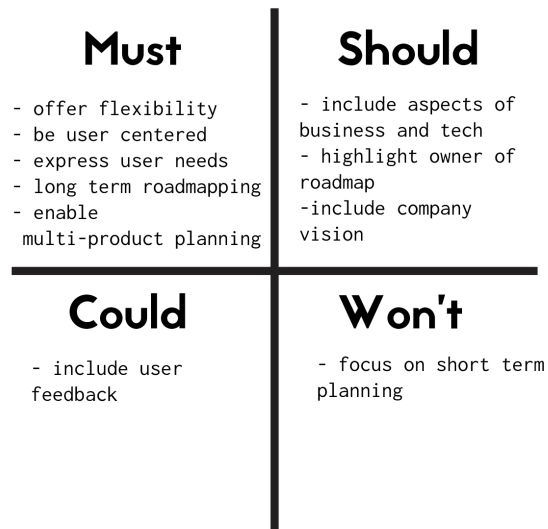 Must
- offer flexibility
- be user centered
- express user needs
- long term roadmapping
- enable
multi-product planning
Should
- include aspects of
business and tech
- highlight owner of
roadmap
-include company
vision
Could
- include user
feedback
Won't
- focus on short term
planning